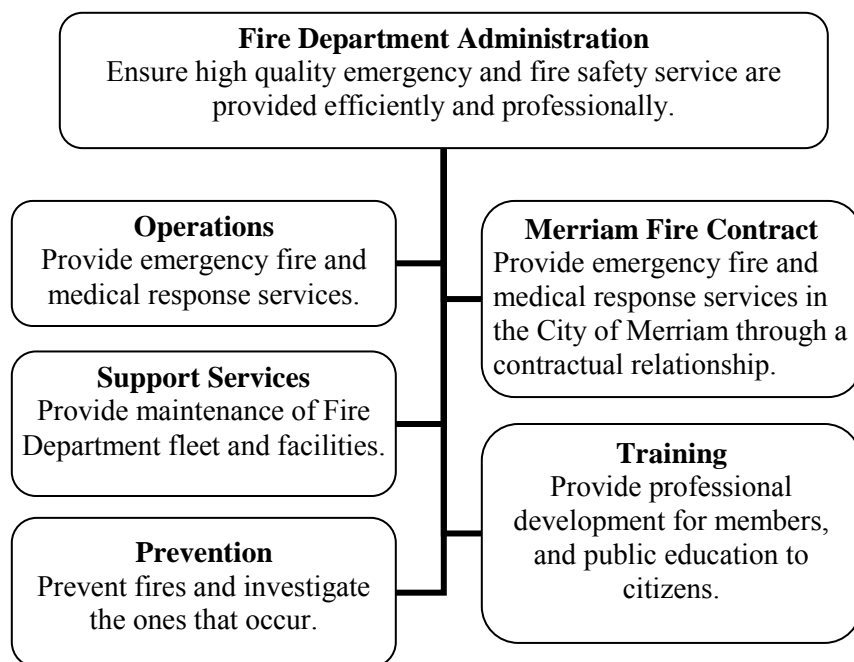 Fire Department Administration
Ensure high quality emergency and fire safety service are
provided efficiently and professionally.
Operations
Provide emergency fire and
medical response services.
Merriam Fire Contract
Provide emergency fire and
medical response services in
the City of Merriam through a
contractual relationship.
Support Services
Provide maintenance of Fire
Department fleet and facilities.
Training
Provide professional
development for members,
and public education to
citizens.
Prevention
Prevent fires and investigate
the ones that occur.